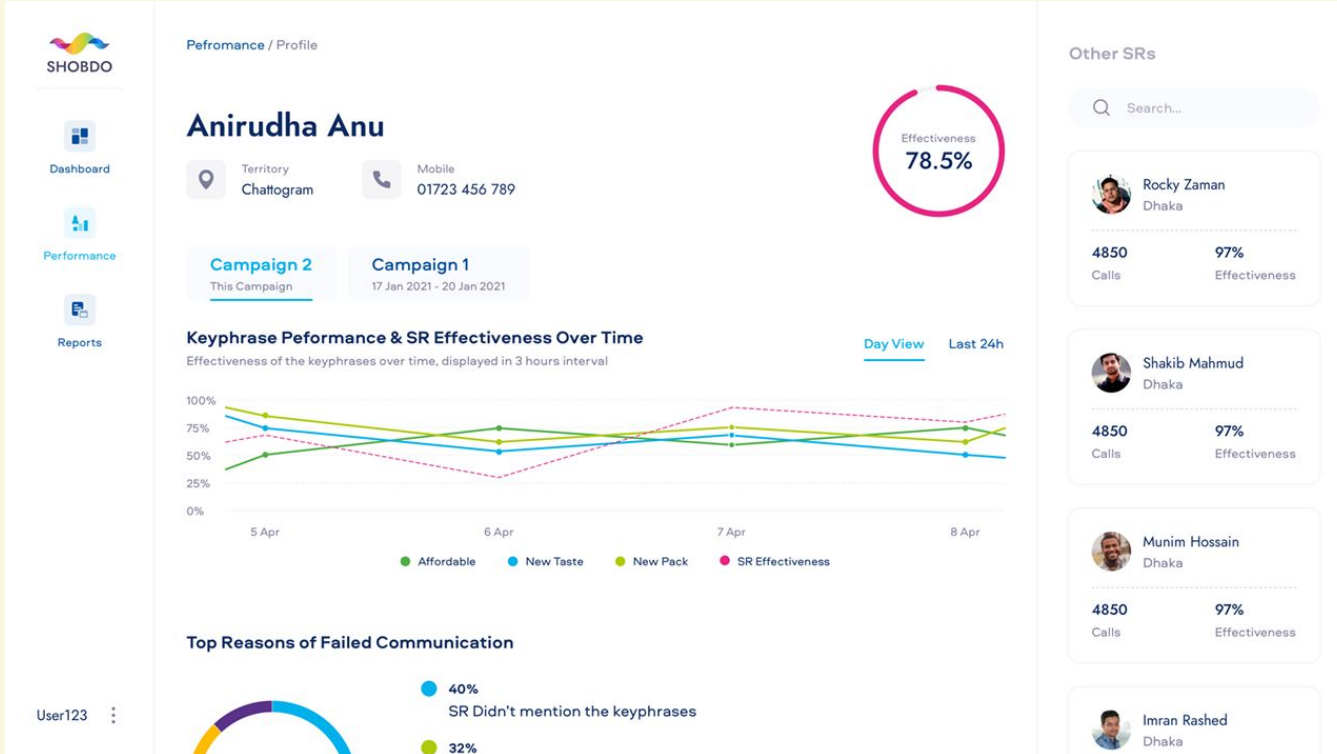 SHOBDO
Dashboard
Performance
Reports
User123
Pefromance / Profile
Anirudha Anu
Territory
Chattogram
Mobile
01723 456 789
Effectiveness
78.5%
Campaign 2
This Campaign
Campaign 1
17 Jan 2021 - 20 Jan 2021
Keyphrase Peformance & SR Effectiveness Over Time
Effectiveness of the keyphrases over time, displayed in 3 hours interval
Day View
Last 24h
100%
75%
50%
25%
0%
5 Apr
6 Apr
7 Apr
8 Apr
Affordable
New Taste
New Pack
SR Effectiveness
Top Reasons of Failed Communication
40%
SR Didn't mention the keyphrases
32%
Other SRs
Search...
Rocky Zaman
Dhaka
4850
97%
Calls
Effectiveness
Shakib Mahmud
Dhaka
4850
97%
Calls
Effectiveness
Munim Hossain
Dhaka
4850
97%
Calls
Effectiveness
Imran Rashed
Dhaka